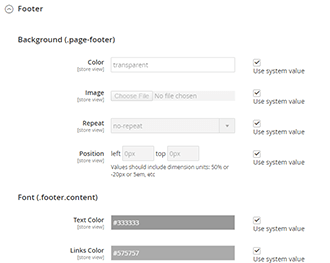 Footer
Background (.page-footer)
Color
[store view]
transparent
Use system value
Image
[store view]
Choose File No file chosen
Use system value
Repeat
[store view]
no-repeat
Use system value
Position
[store view]
left 0px top 0px
Use system value
Values should include dimension units: 50% or
-20px or 5em, etc
Font (.footer.content)
Text Color
[store view]
#333333
Use system value
Links Color
[store view]
#575757
Use system value